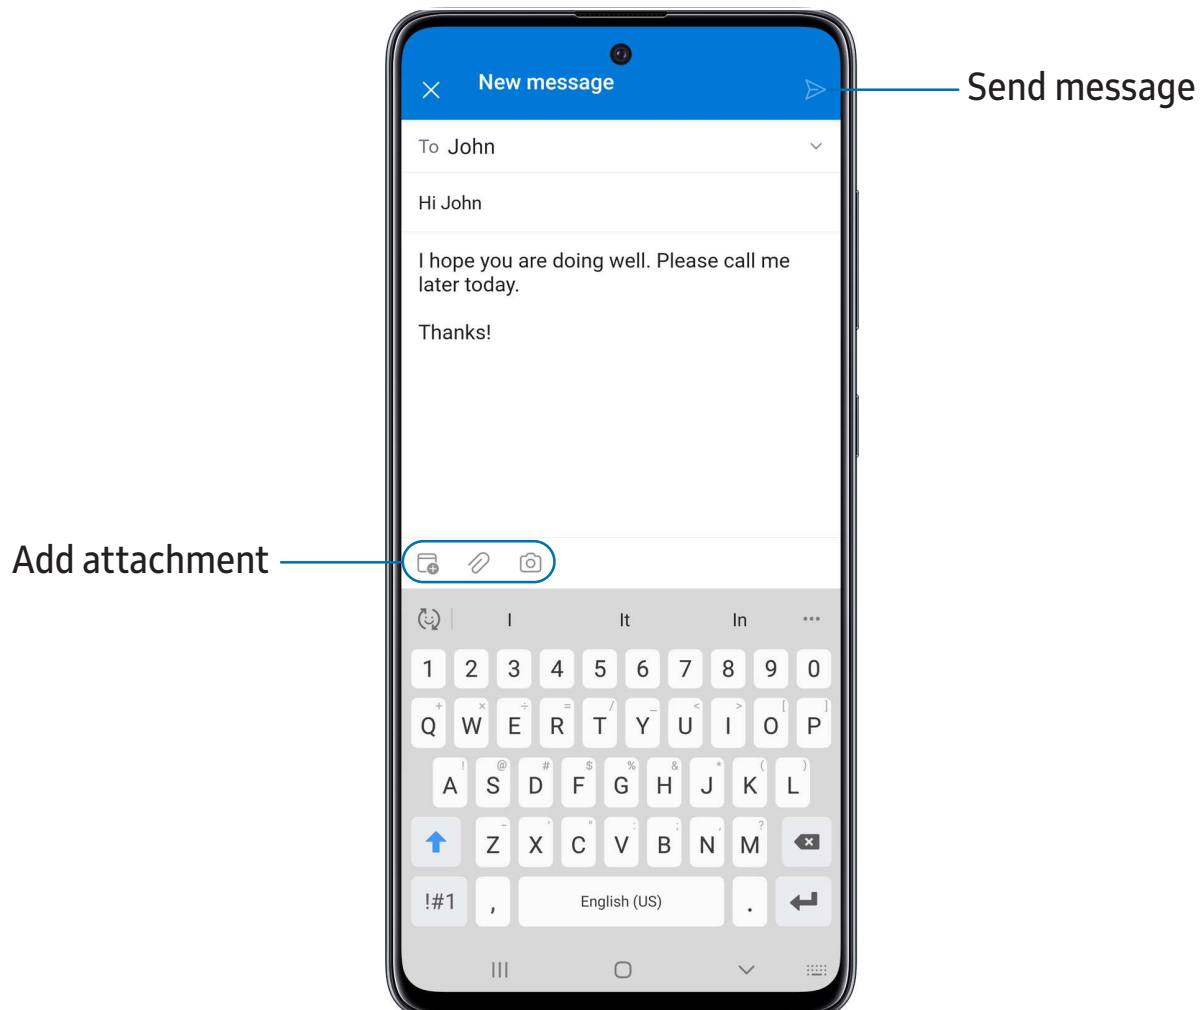 New message
Send message
To John
Hi John
I hope you are doing well. Please call me
later today.
Thanks!
Add attachment
I It In
1 2 3 4 5 6 7 8 9 0
+ × ÷ = / _ < > [ ]
Q W E R T Y U I O P
! @ # $ % & * ( )
A S D F G H J K L
- ' " : ; , ?
Z X C V B N M
!#1 , English (US) .